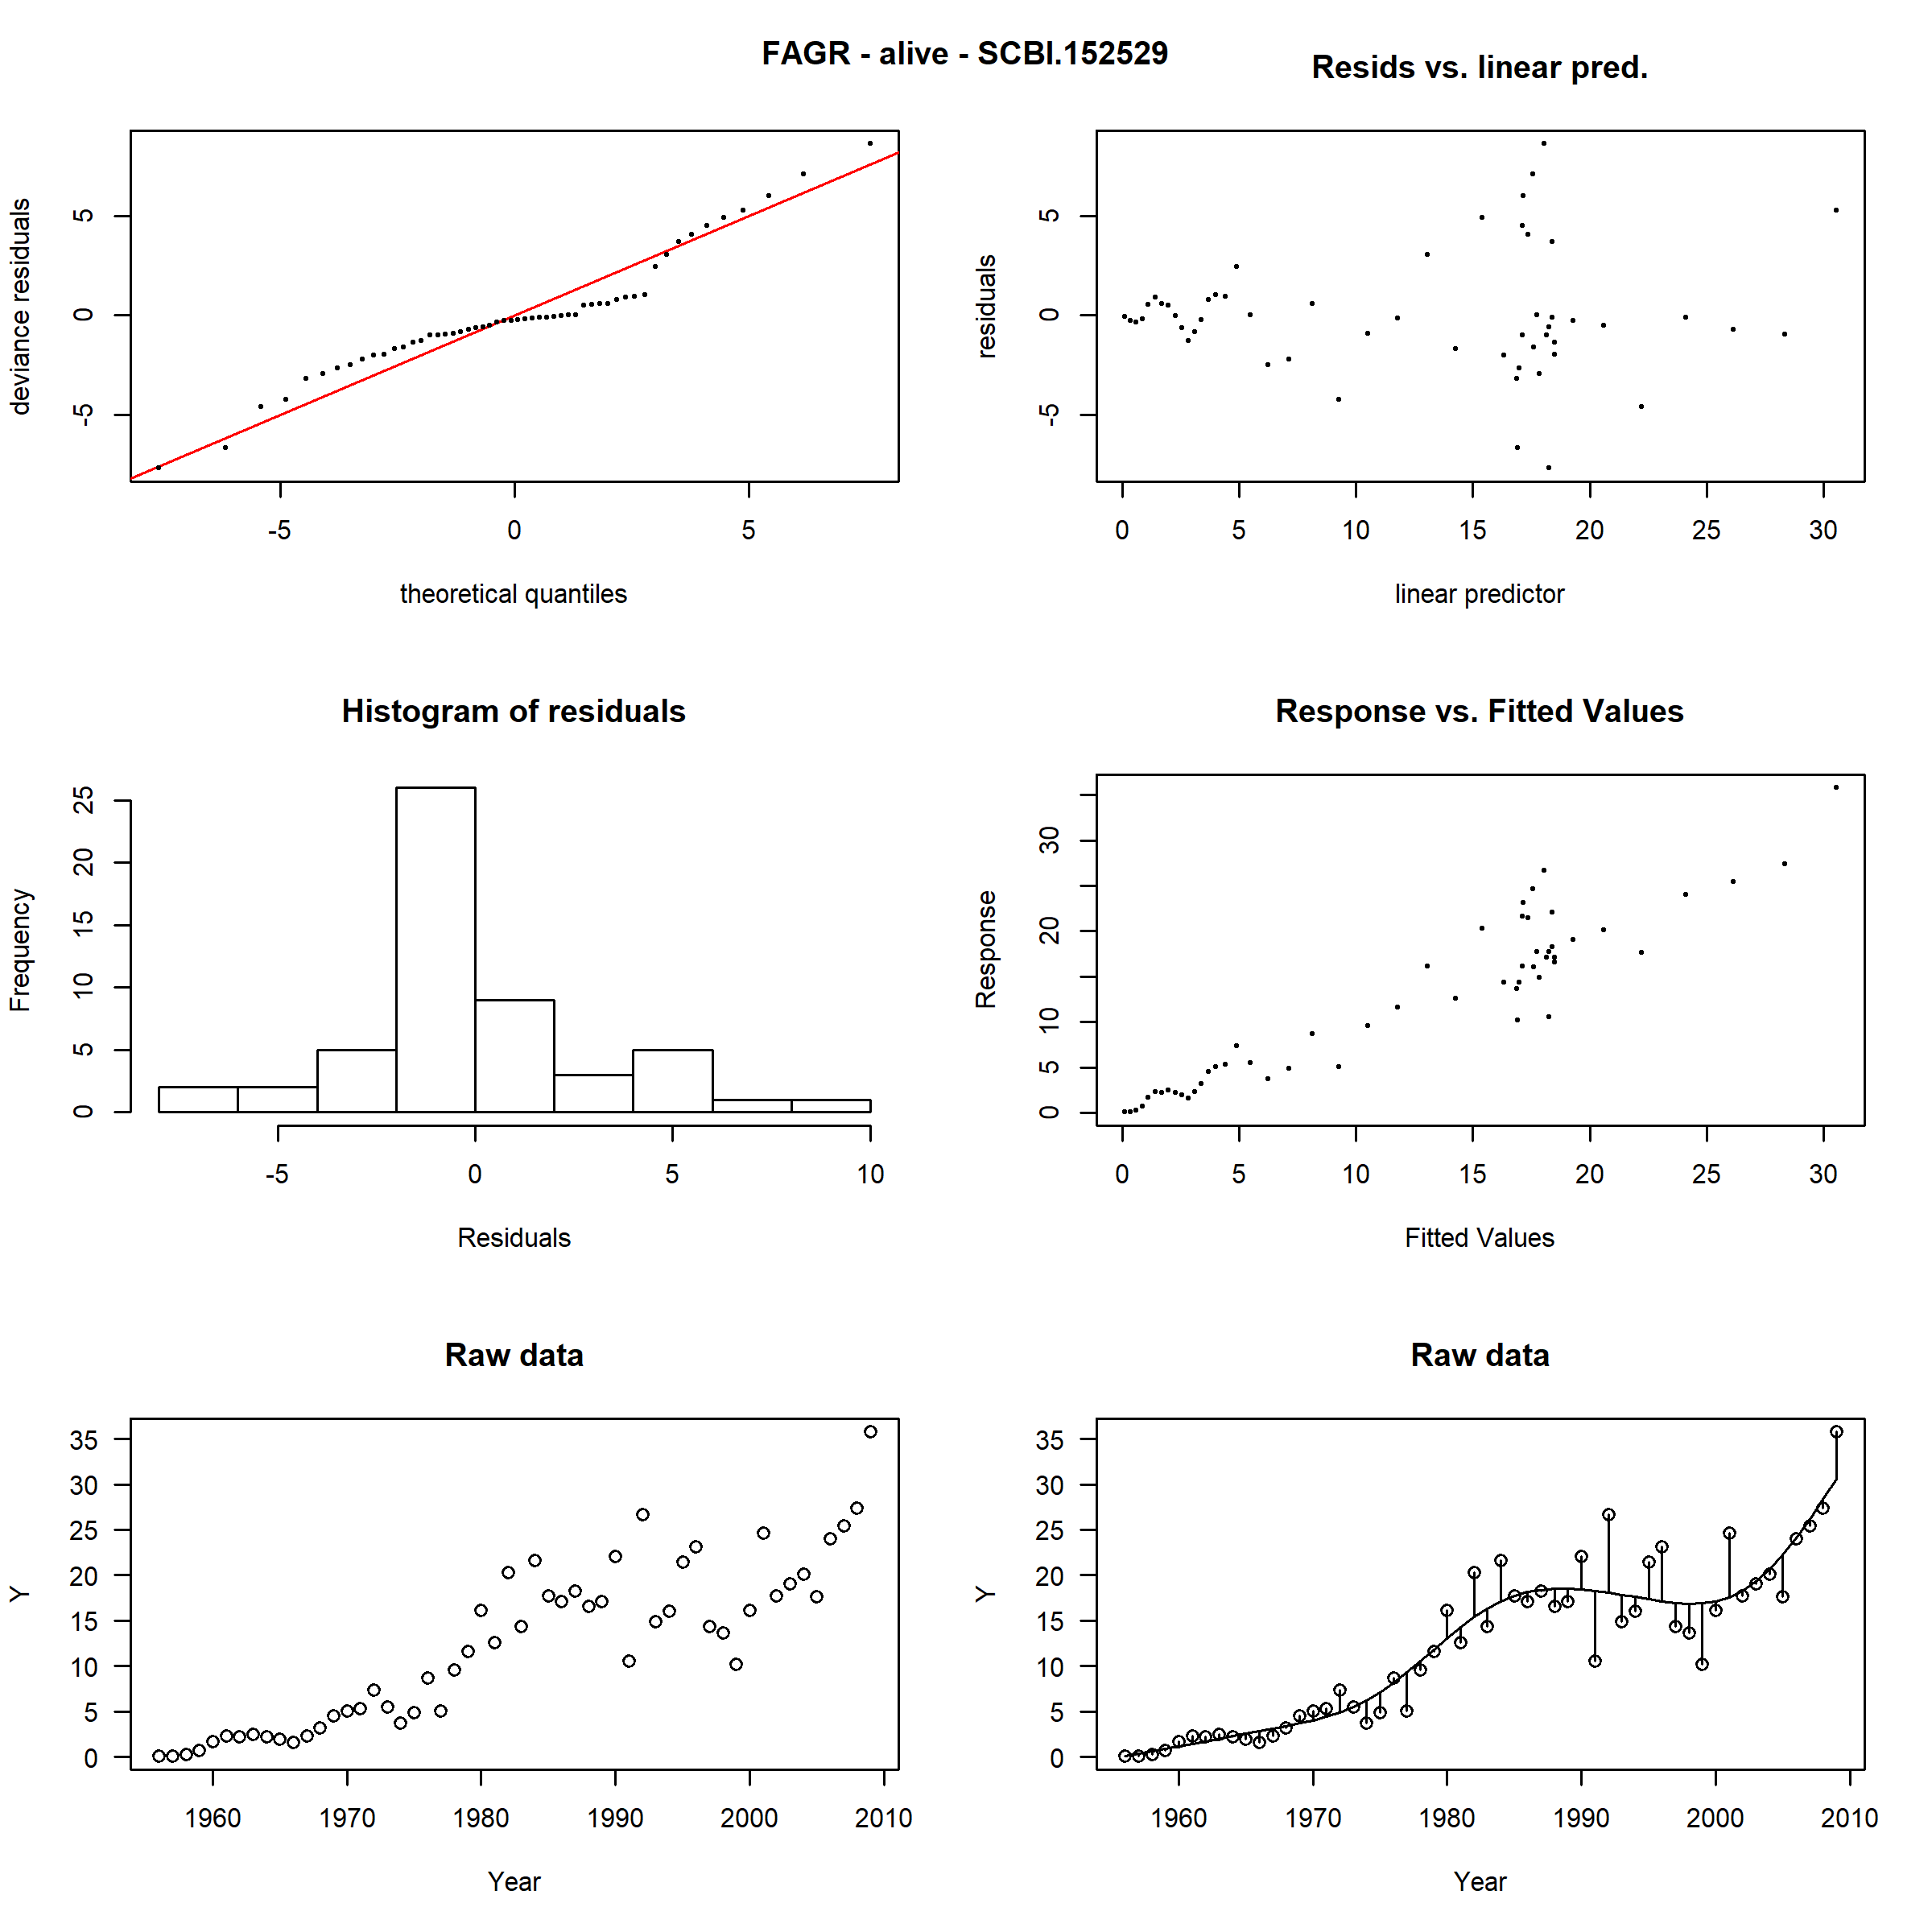 FAGR - alive - SCBI.152529
Resids vs. linear pred.
deviance residuals
5
0
-5
-5 0 5
theoretical quantiles
residuals
5
0
-5
0 5 10 15 20 25 30
linear predictor
Histogram of residuals
Frequency
25
20
15
10
5
0
-5 0 5 10
Residuals
Response vs. Fitted Values
Response
30
20
10
5
0
0 5 10 15 20 25 30
Fitted Values
Raw data
Y
35
30
25
20
15
10
5
0
1960 1970 1980 1990 2000 2010
Year
Raw data
Y
35
30
25
20
15
10
5
0
1960 1970 1980 1990 2000 2010
Year